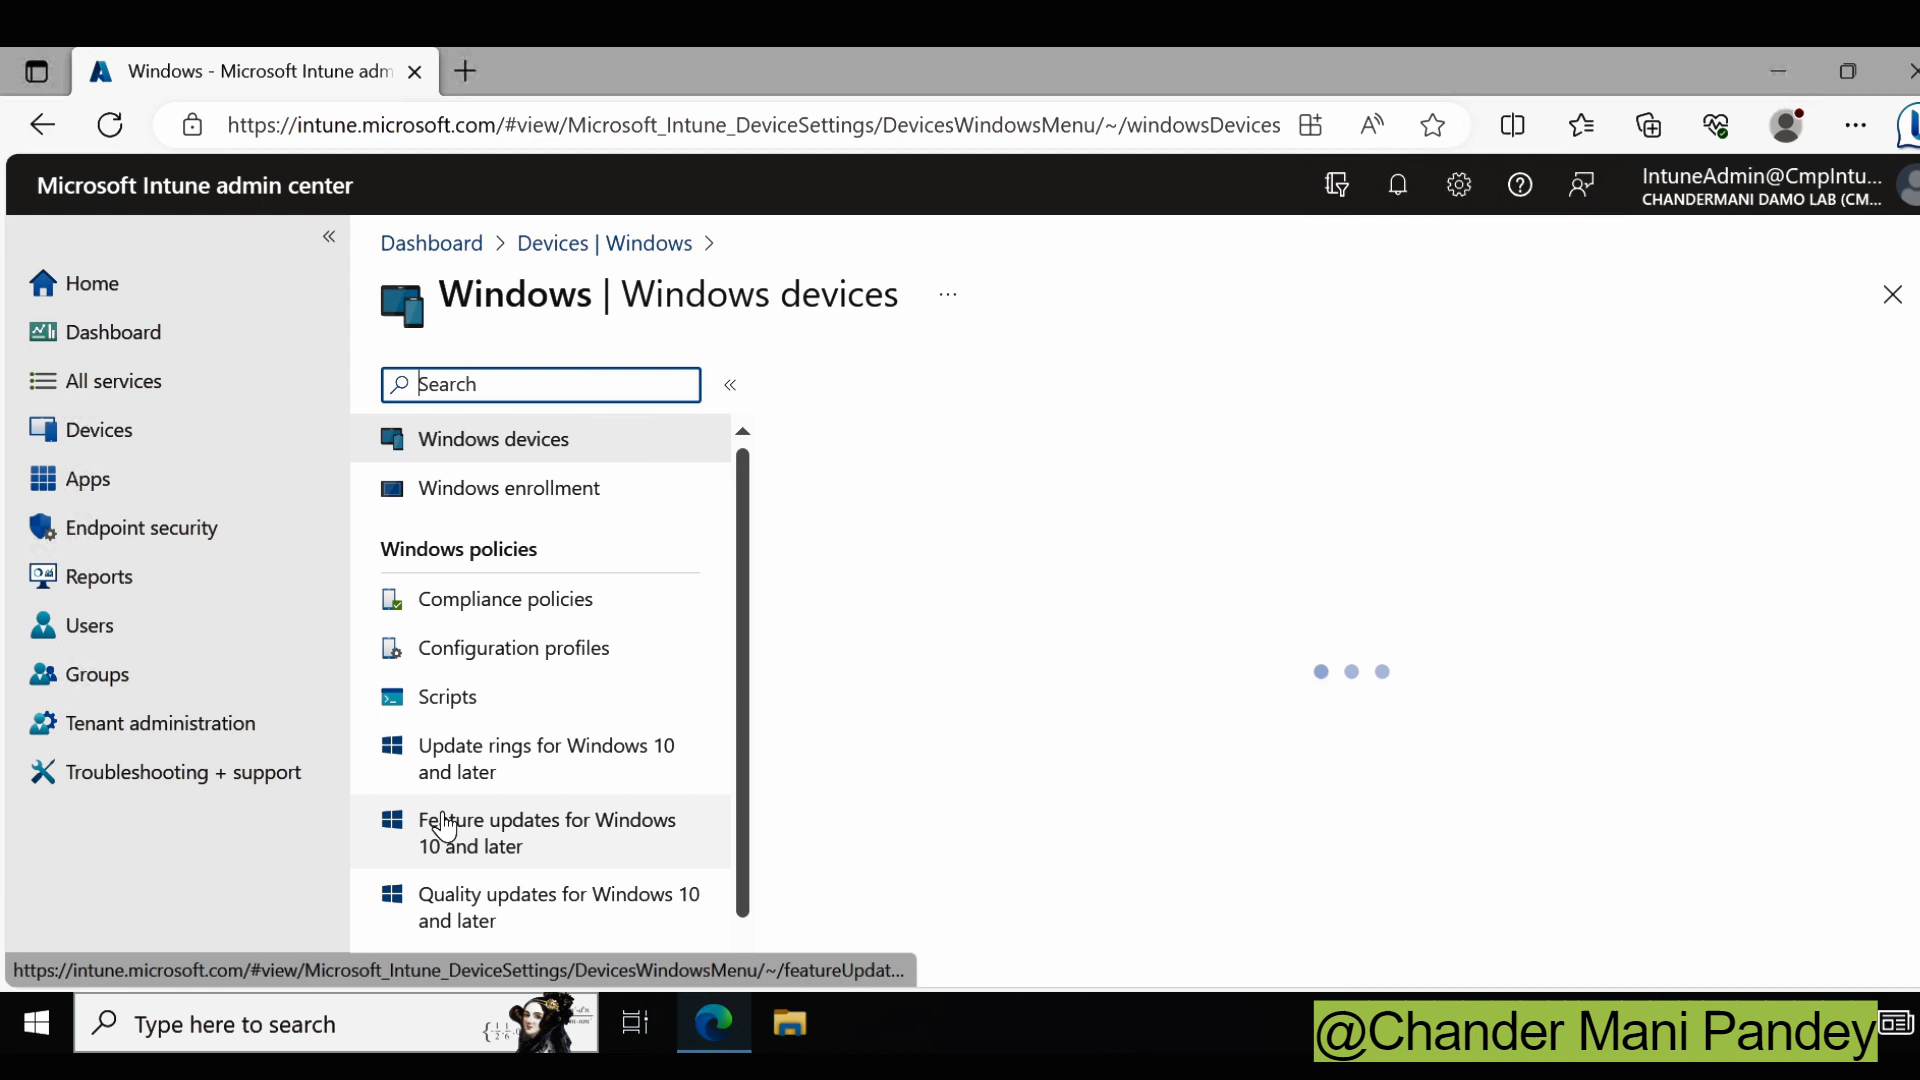 Windows - Microsoft Intune adm
https://intune.microsoft.com/#view/Microsoft_Intune_DeviceSettings/DevicesWindowsMenu/~/windowsDevices
Microsoft Intune admin center
IntuneAdmin@CmpIntu...
CHANDERMANI DAMO LAB (CM...
Dashboard > Devices | Windows >
Windows | Windows devices ...
Search
Home
Dashboard
All services
Devices
Apps
Endpoint security
Reports
Users
Groups
Tenant administration
Troubleshooting + support
Windows devices
Windows enrollment
Windows policies
Compliance policies
Configuration profiles
Scripts
Update rings for Windows 10
and later
Feature updates for Windows
10 and later
Quality updates for Windows 10
and later
https://intune.microsoft.com/#view/Microsoft_Intune_DeviceSettings/DevicesWindowsMenu/~/featureUpdat...
Type here to search
@Chander Mani Pandey